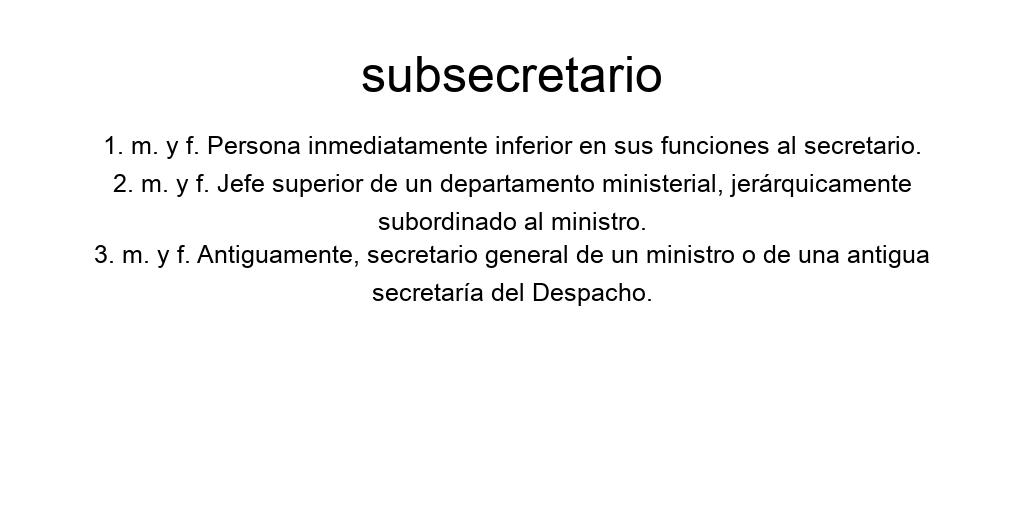 subsecretario
1. m. y f. Persona inmediatamente inferior en sus funciones al secretario.
2. m. y f. Jefe superior de un departamento ministerial, jerárquicamente
subordinado al ministro.
3. m. y f. Antiguamente, secretario general de un ministro o de una antigua
secretaría del Despacho.